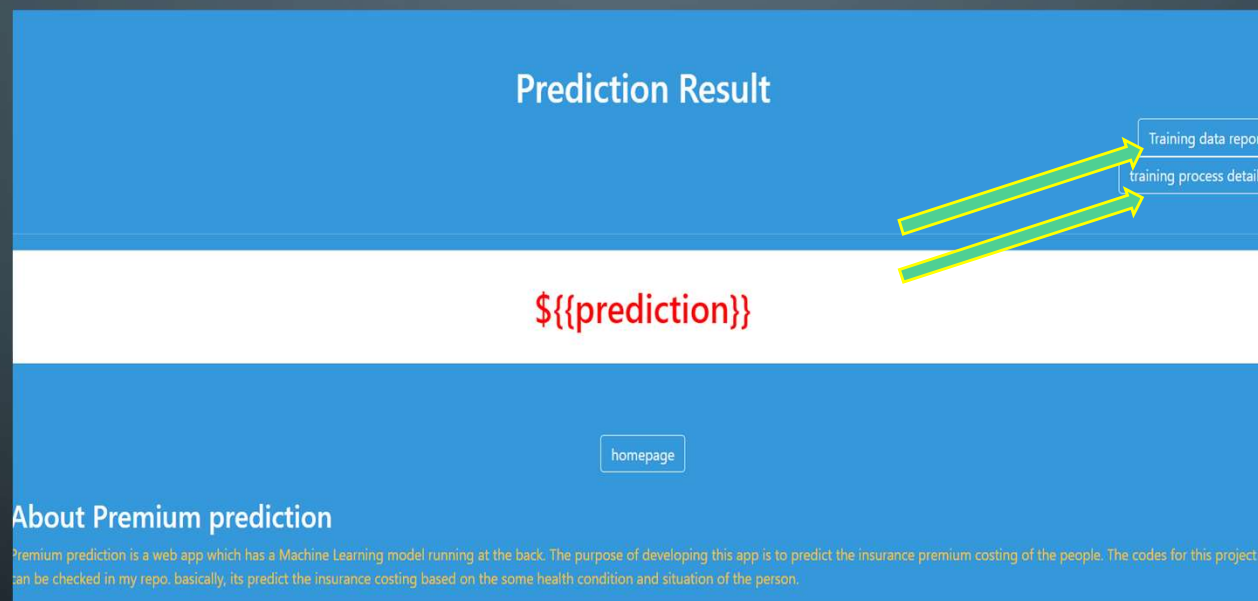 Prediction Result
Training data repor
training process detail
${{prediction}}
homepage
About Premium prediction
Premium prediction is a web app which has a Machine Learning model running at the back. The purpose of developing this app is to predict the insurance premium costing of the people. The codes for this project
can be checked in my repo. basically, its predict the insurance costing based on the some health condition and situation of the person.